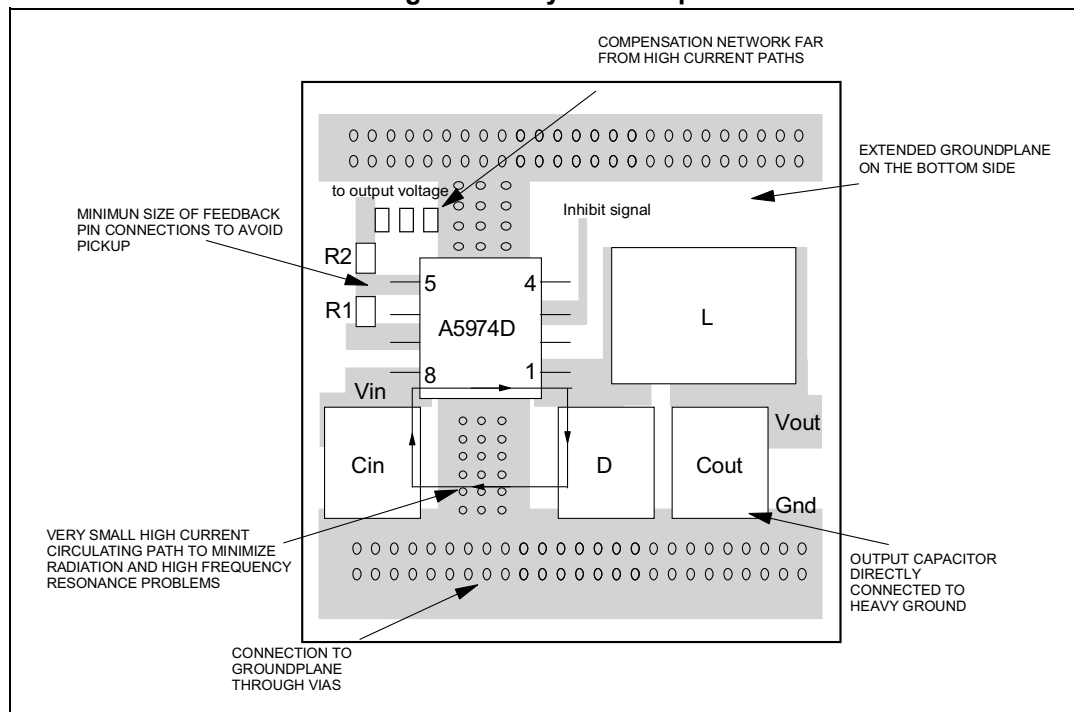 COMPENSATION NETWORK FAR
FROM HIGH CURRENT PATHS
EXTENDED GROUNDPLANE
ON THE BOTTOM SIDE
to output voltage
Inhibit signal
MINIMUN SIZE OF FEEDBACK
PIN CONNECTIONS TO AVOID
PICKUP
R2
5
4
R1
A5974D
L
8
1
Vin
Vout
Cin
D
Cout
Gnd
VERY SMALL HIGH CURRENT
CIRCULATING PATH TO MINIMIZE
RADIATION AND HIGH FREQUENCY
RESONANCE PROBLEMS
OUTPUT CAPACITOR
DIRECTLY
CONNECTED TO
HEAVY GROUND
CONNECTION TO
GROUNDPLANE
THROUGH VIAS